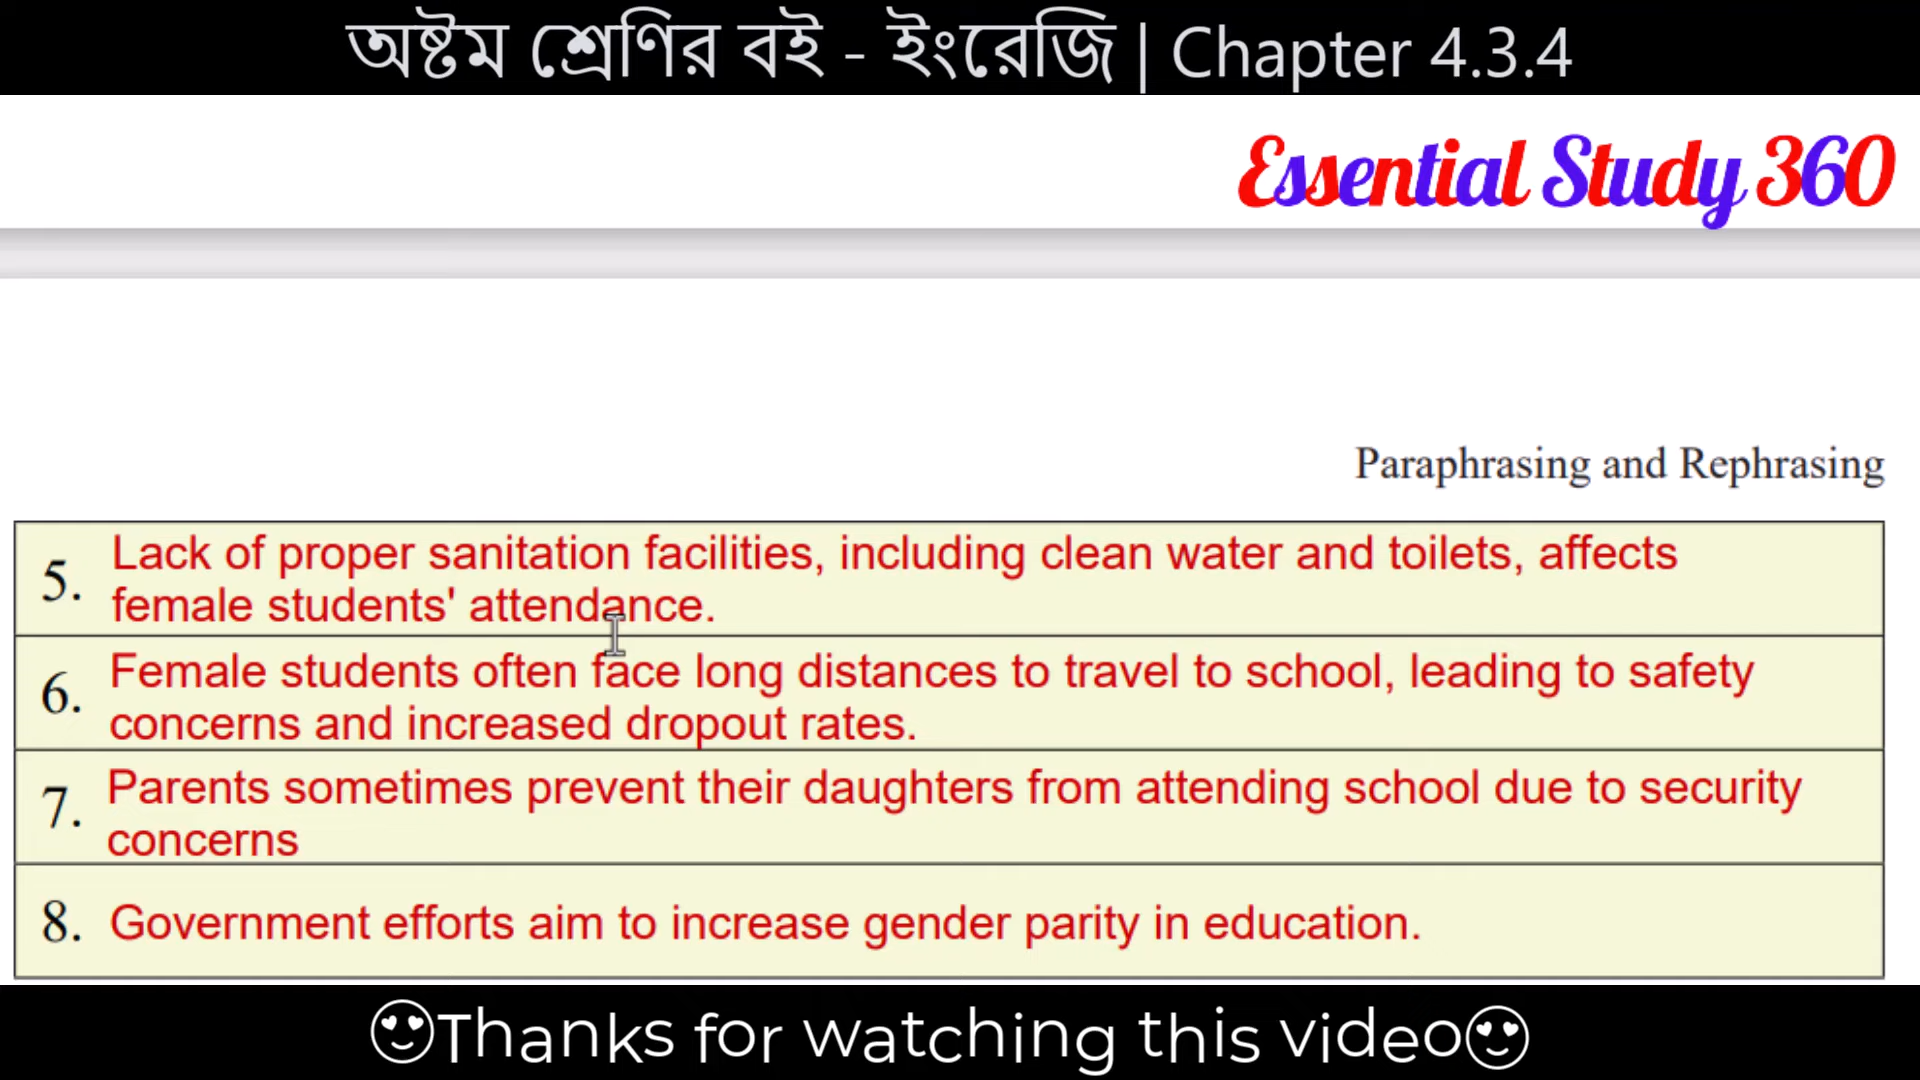 অষ্টম শ্রেণির বই - ইংরেজি | Chapter 4.3.4
Essential Study 360
Paraphrasing and Rephrasing
5. Lack of proper sanitation facilities, including clean water and toilets, affects
female students' attendance.
6. Female students often face long distances to travel to school, leading to safety
concerns and increased dropout rates.
7. Parents sometimes prevent their daughters from attending school due to security
concerns
8. Government efforts aim to increase gender parity in education.
😍Thanks for watching this video😍